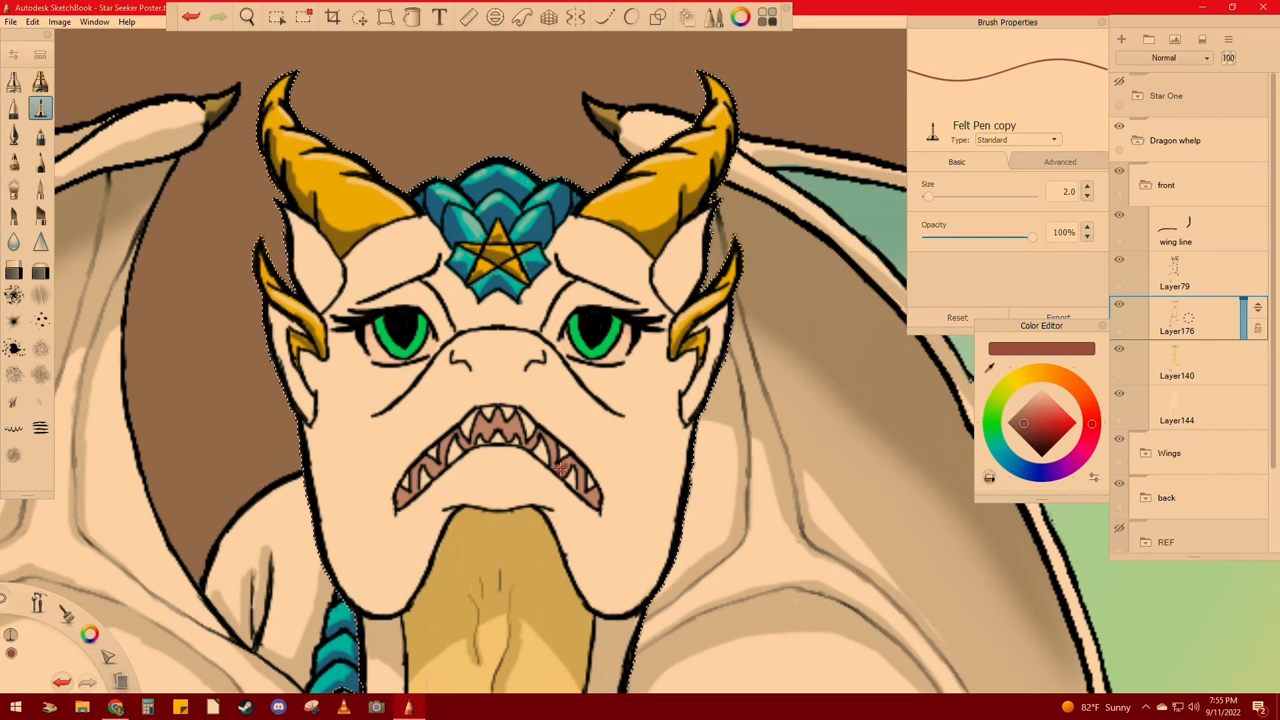 Autodesk SketchBook - Star Seeker Poster.t
File Edit Image Window Help
Brush Properties
Felt Pen copy
Type: Standard
Basic Advanced
Size 2.0
Opacity 100%
Reset Export
Color Editor
Normal 100
Star One
Dragon whelp
front
wing line
Layer79
Layer176
Layer140
Layer144
Wings
back
REF
82°F Sunny
7:55 PM
9/11/2022
2